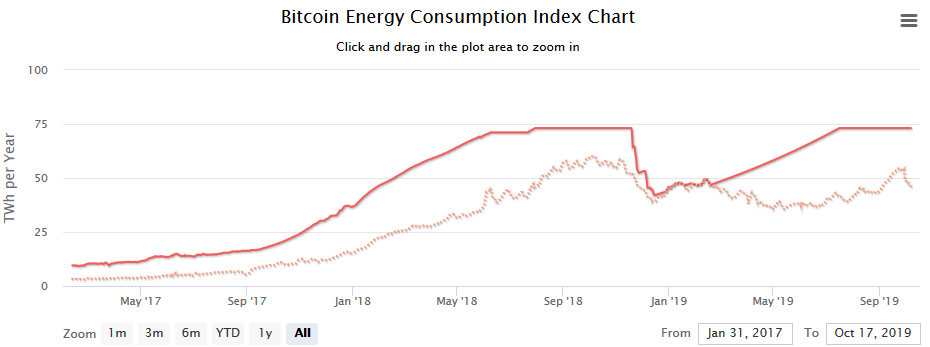 Bitcoin Energy Consumption Index Chart
Click and drag in the plot area to zoom in
TWh per Year
100
75
50
25
0
May '17 Sep '17 Jan '18 May '18 Sep '18 Jan '19 May '19 Sep '19
Zoom 1m 3m 6m YTD 1y All From Jan 31, 2017 To Oct 17, 2019